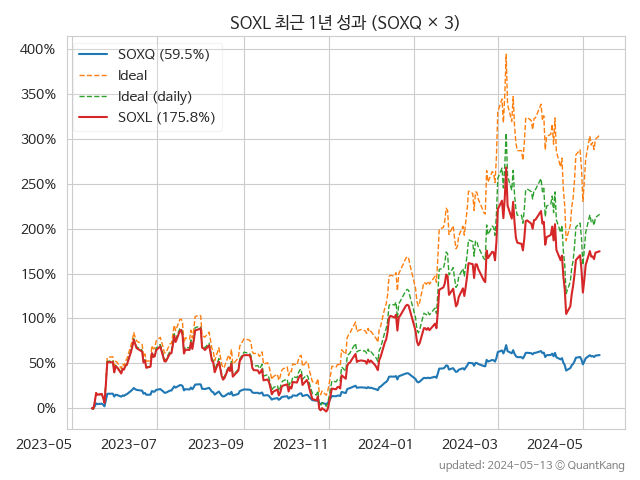 SOXL 최근 1년 성과 (SOXQ × 3)
SOXQ (59.5%)
Ideal
Ideal (daily)
SOXL (175.8%)
400%
350%
300%
250%
200%
150%
100%
50%
0%
2023-05 2023-07 2023-09 2023-11 2024-01 2024-03 2024-05
updated: 2024-05-13 ⓒ QuantKang